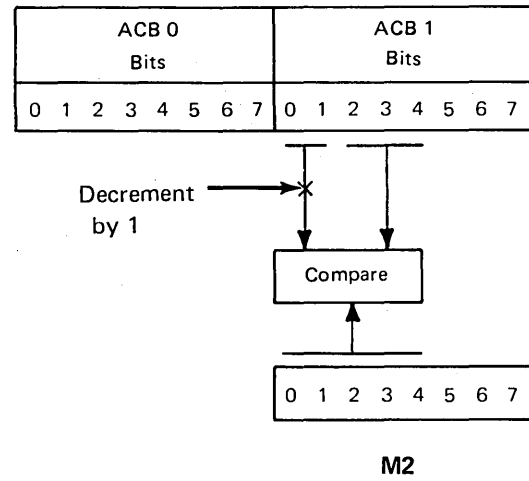 ACB 0 ACB 1
Bits Bits
0 1 2 3 4 5 6 7 0 1 2 3 4 5 6 7
Decrement
by 1
Compare
0 1 2 3 4 5 6 7
M2